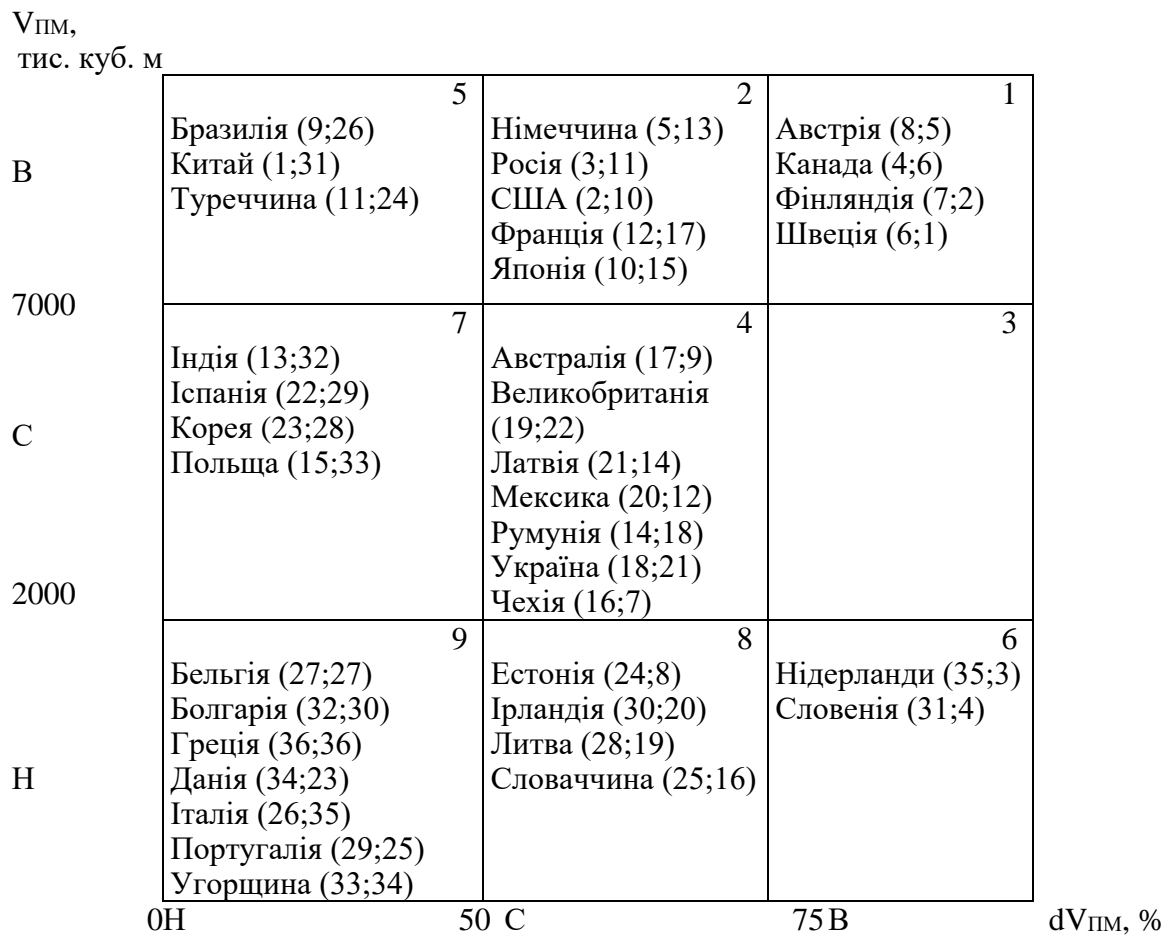 VПМ,
тис. куб. м
В
5
Бразилія (9;26)
Китай (1;31)
Туреччина (11;24)
2
Німеччина (5;13)
Росія (3;11)
США (2;10)
Франція (12;17)
Японія (10;15)
1
Австрія (8;5)
Канада (4;6)
Фінляндія (7;2)
Швеція (6;1)
7000
С
7
Індія (13;32)
Іспанія (22;29)
Корея (23;28)
Польща (15;33)
4
Австралія (17;9)
Великобританія
(19;22)
Латвія (21;14)
Мексика (20;12)
Румунія (14;18)
Україна (18;21)
Чехія (16;7)
3
2000
Н
9
Бельгія (27;27)
Болгарія (32;30)
Греція (36;36)
Данія (34;23)
Італія (26;35)
Португалія (29;25)
Угорщина (33;34)
8
Естонія (24;8)
Ірландія (30;20)
Литва (28;19)
Словаччина (25;16)
6
Нідерланди (35;3)
Словенія (31;4)
0Н 50 С 75 В dVПМ, %